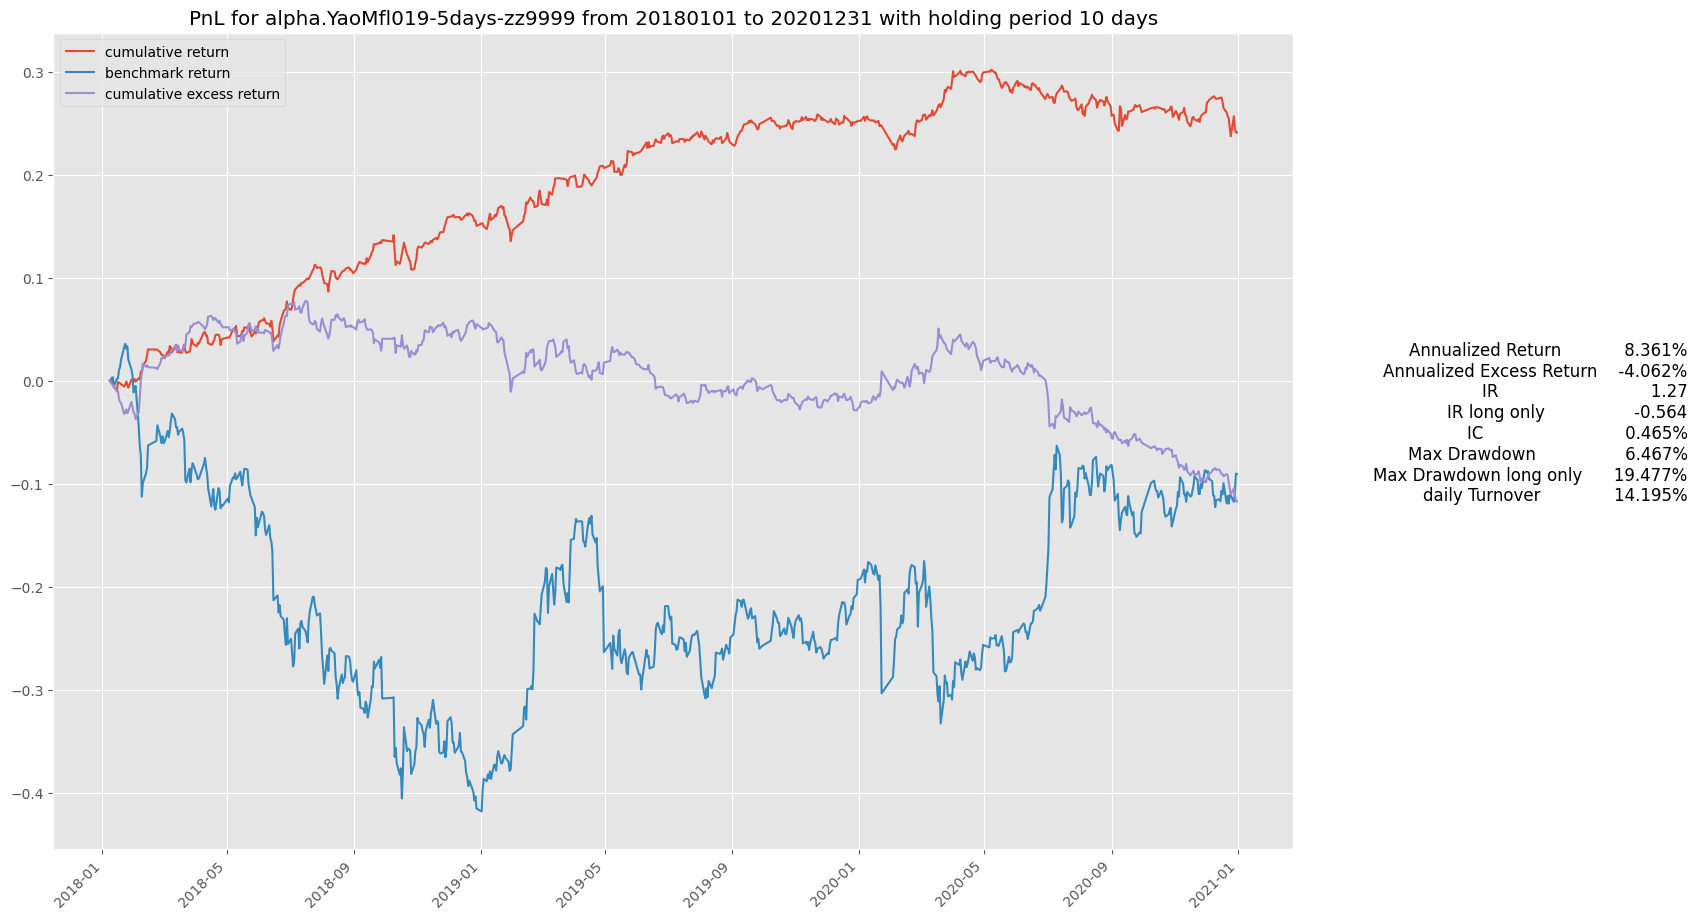 PnL for alpha.YaoMfl019-5days-zz9999 from 20180101 to 20201231 with holding period 10 days
cumulative return
benchmark return
cumulative excess return
0.3
0.2
0.1
0.0
−0.1
−0.2
−0.3
−0.4
2018-01
2018-05
2018-09
2019-01
2019-05
2019-09
2020-01
2020-05
2020-09
2021-01
Annualized Return 8.361%
Annualized Excess Return -4.062%
IR 1.27
IR long only -0.564
IC 0.465%
Max Drawdown 6.467%
Max Drawdown long only 19.477%
daily Turnover 14.195%